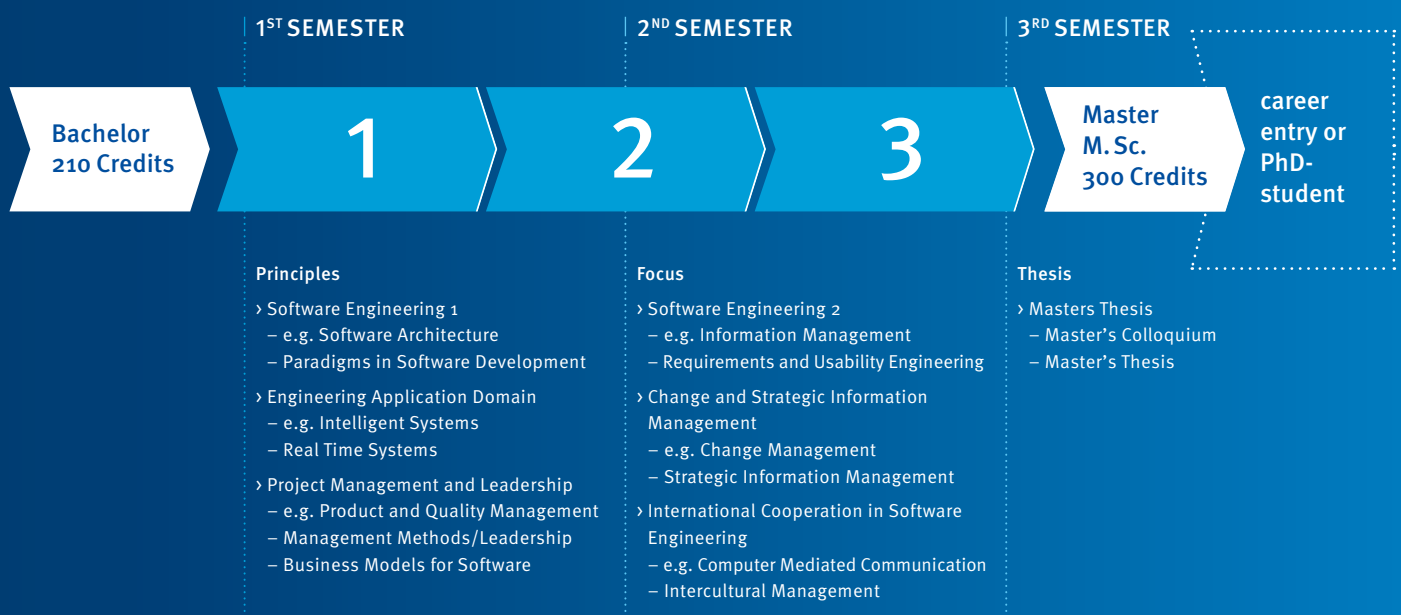 1ST SEMESTER
2ND SEMESTER
3RD SEMESTER
Bachelor
210 Credits
1
2
3
Master
M. Sc.
300 Credits
career
entry or
PhD-
student
Principles
› Software Engineering 1
– e.g. Software Architecture
– Paradigms in Software Development
› Engineering Application Domain
– e.g. Intelligent Systems
– Real Time Systems
› Project Management and Leadership
– e.g. Product and Quality Management
– Management Methods/Leadership
– Business Models for Software
Focus
› Software Engineering 2
– e.g. Information Management
– Requirements and Usability Engineering
› Change and Strategic Information
Management
– e.g. Change Management
– Strategic Information Management
› International Cooperation in Software
Engineering
– e.g. Computer Mediated Communication
– Intercultural Management
Thesis
› Masters Thesis
– Master’s Colloquium
– Master’s Thesis